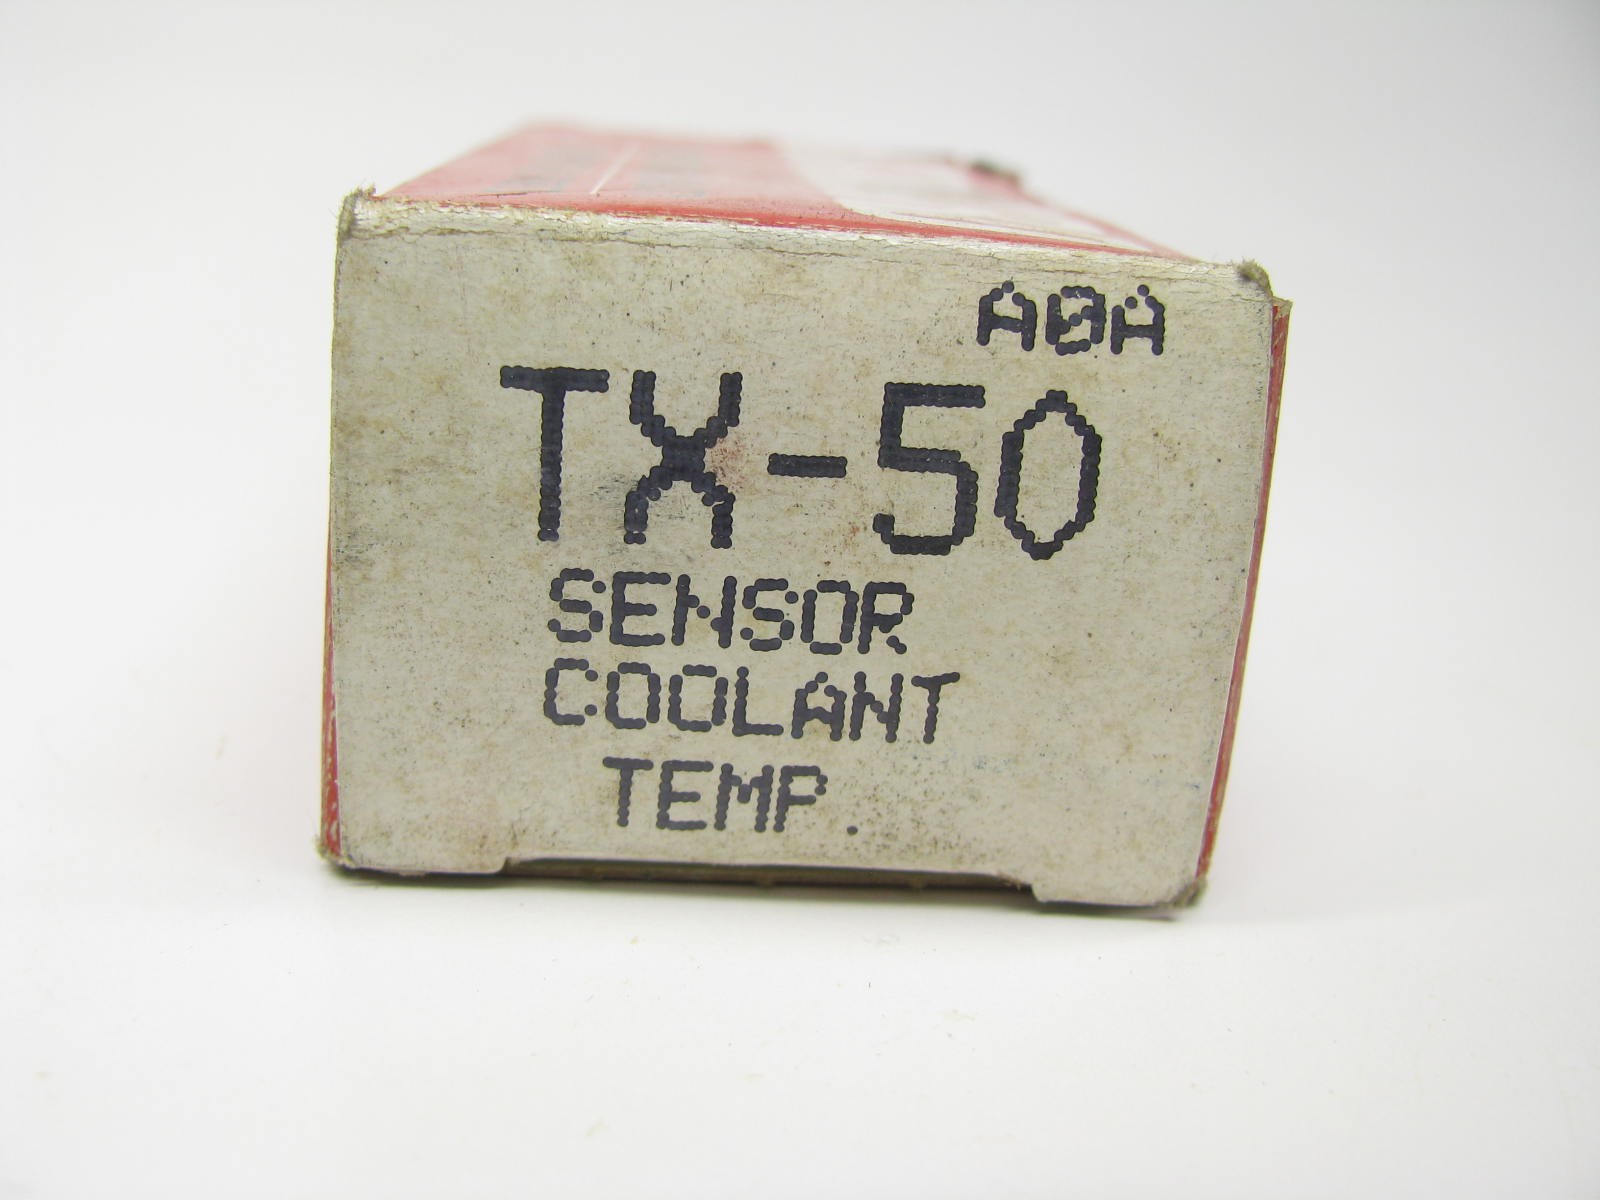 A0A
TX-50
SENSOR
COOLANT
TEMP.